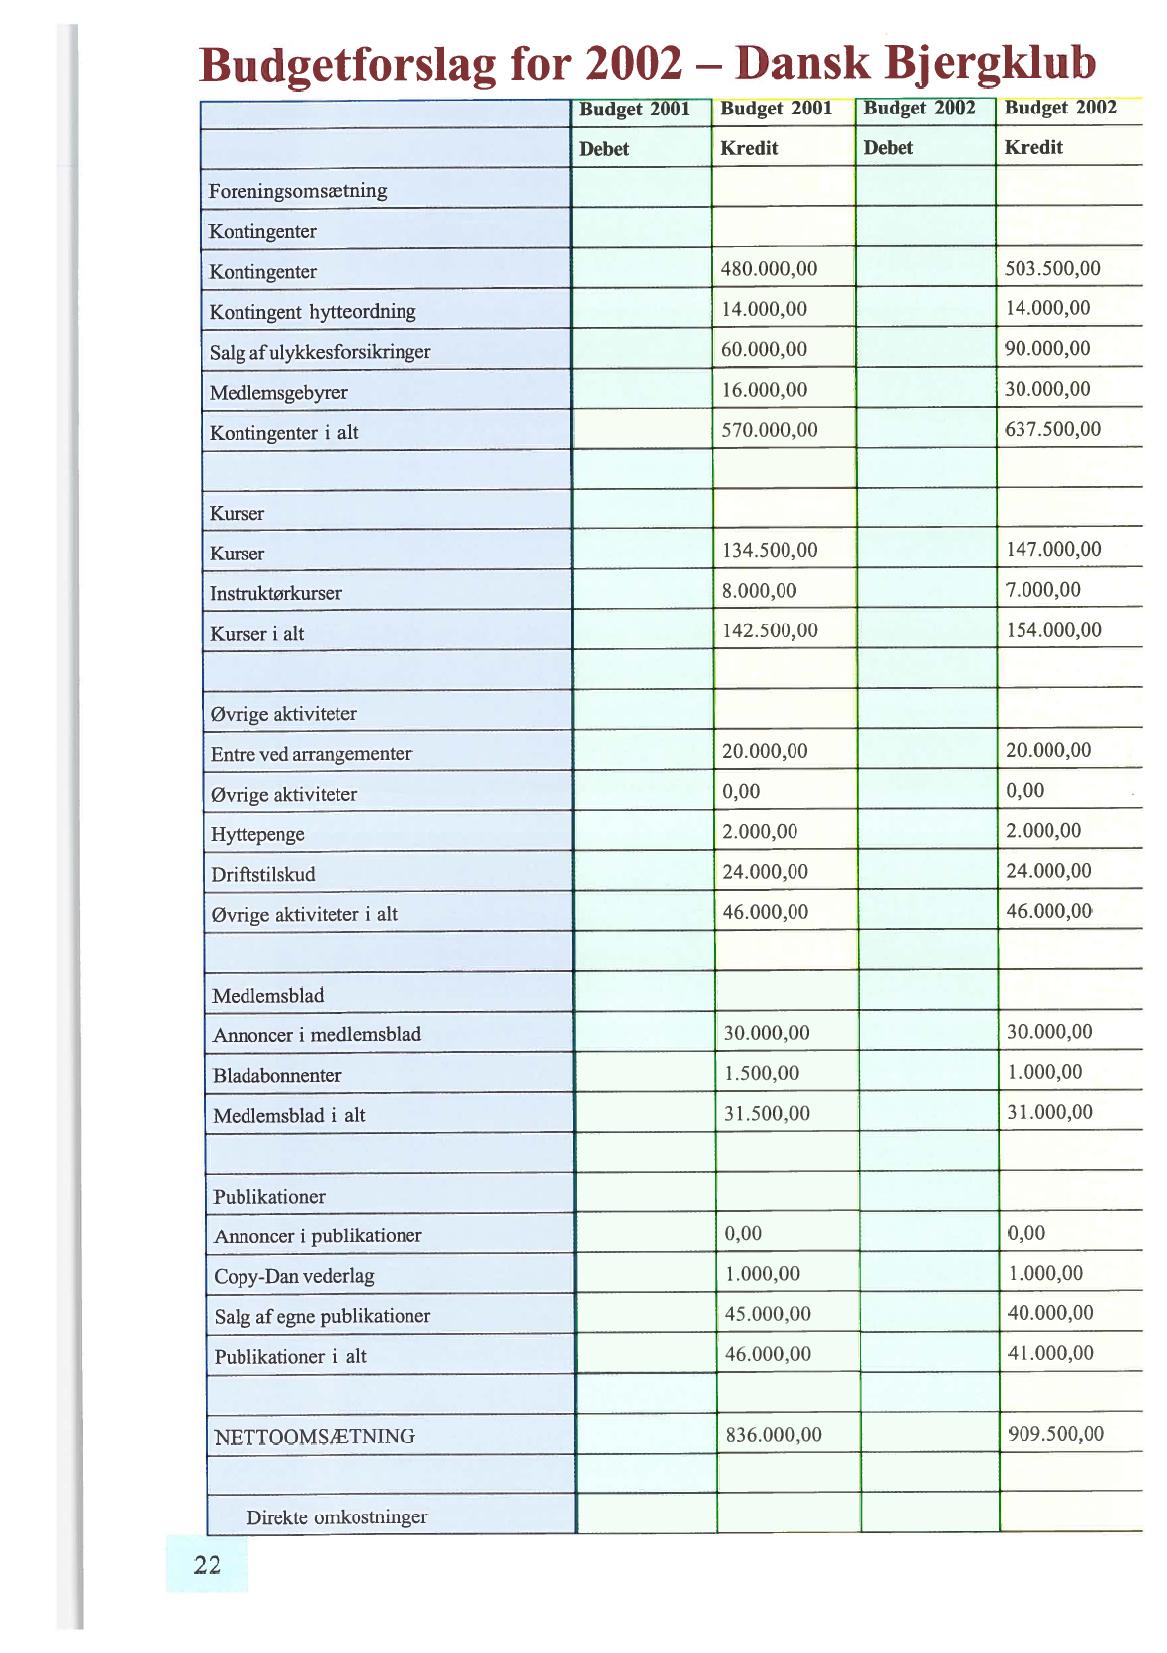 Budgetforslag for 2002 – Dansk Bjergklub
Budget 2001 Budget 2001 Budget 2002 Budget 2002
Debet Kredit Debet Kredit
Foreningsomsætning
Kontingenter
Kontingenter 480.000,00 503.500,00
Kontingent hytteordning 14.000,00 14.000,00
Salg af ulykkesforsikringer 60.000,00 90.000,00
Medlemsgebyrer 16.000,00 30.000,00
Kontingenter i alt 570.000,00 637.500,00
Kurser
Kurser 134.500,00 147.000,00
Instruktørkurser 8.000,00 7.000,00
Kurser i alt 142.500,00 154.000,00
Øvrige aktiviteter
Entre ved arrangementer 20.000,00 20.000,00
Øvrige aktiviteter 0,00 0,00
Hyttepenge 2.000,00 2.000,00
Driftstilskud 24.000,00 24.000,00
Øvrige aktiviteter i alt 46.000,00 46.000,00
Medlemsblad
Annoncer i medlemsblad 30.000,00 30.000,00
Bladabonnenter 1.500,00 1.000,00
Medlemsblad i alt 31.500,00 31.000,00
Publikationer
Annoncer i publikationer 0,00 0,00
Copy-Dan vederlag 1.000,00 1.000,00
Salg af egne publikationer 45.000,00 40.000,00
Publikationer i alt 46.000,00 41.000,00
NETTOOMSÆTNING 836.000,00 909.500,00
Direkte omkostninger
22